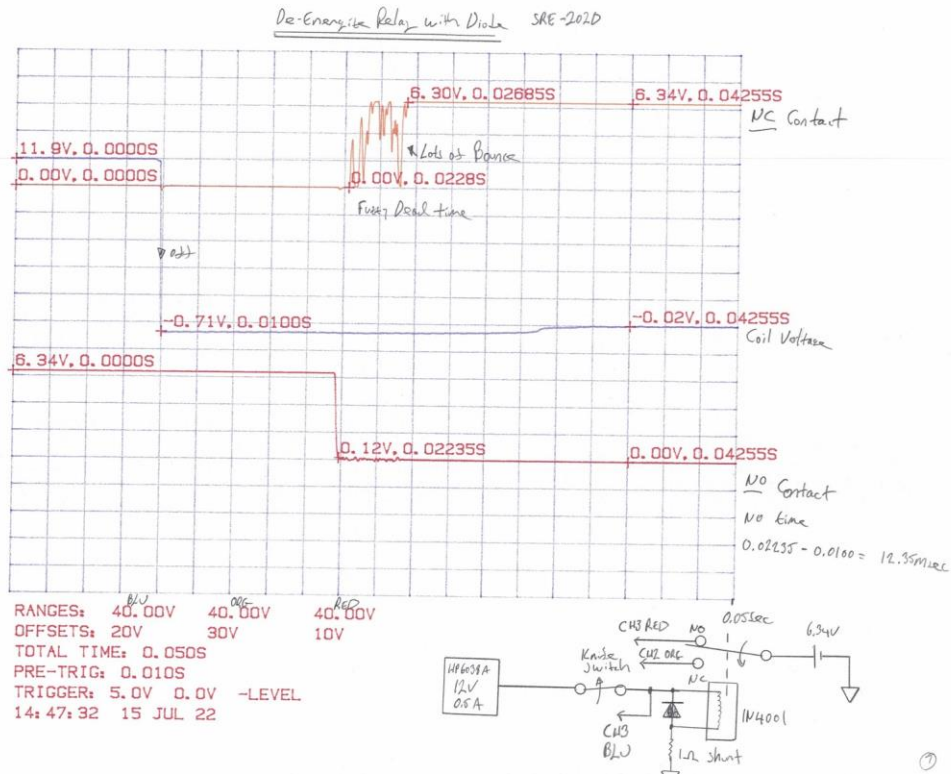 De-Energize Relay with Diode SRE-202D
6.30V, 0.02685S
6.34V, 0.04255S
NC Contact
11.9V, 0.0000S
Lots of Bounce
0.00V, 0.0000S
0.00V, 0.0228S
Fuzzy Dead time
off
-0.71V, 0.0100S
-0.02V, 0.04255S
Coil Voltage
6.34V, 0.0000S
0.12V, 0.02235S
0.00V, 0.04255S
NO Contact
NO time
0.02235 - 0.0100 = 12.35msec
BLU ORG RED
RANGES: 40.00V 40.00V 40.00V
OFFSETS: 20V 30V 10V
TOTAL TIME: 0.050S
PRE-TRIG: 0.010S
TRIGGER: 5.0V 0.0V -LEVEL
14:47:32 15 JUL 22
CH3 RED NO
6.34V
Knife Switch
CH2 ORG
NC
HP6038A
12V
0.5A
1N4001
CH3
BLU
1Ω shunt